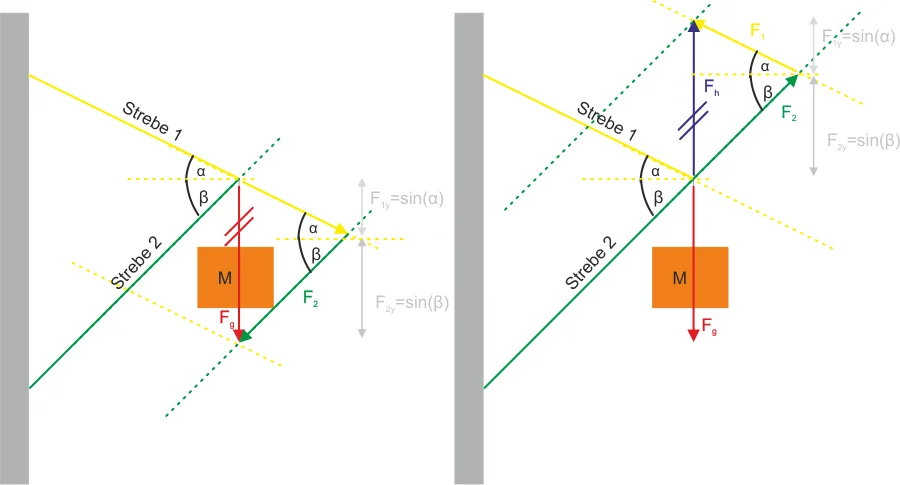 Strebe 1
α
β
F1y=sin(α)
α
β
Strebe 2
M
F2
F2y=sin(β)
Fg
F1
F1y=sin(α)
α
β
Fh
F2
Strebe 1
F2y=sin(β)
α
β
Strebe 2
M
Fg